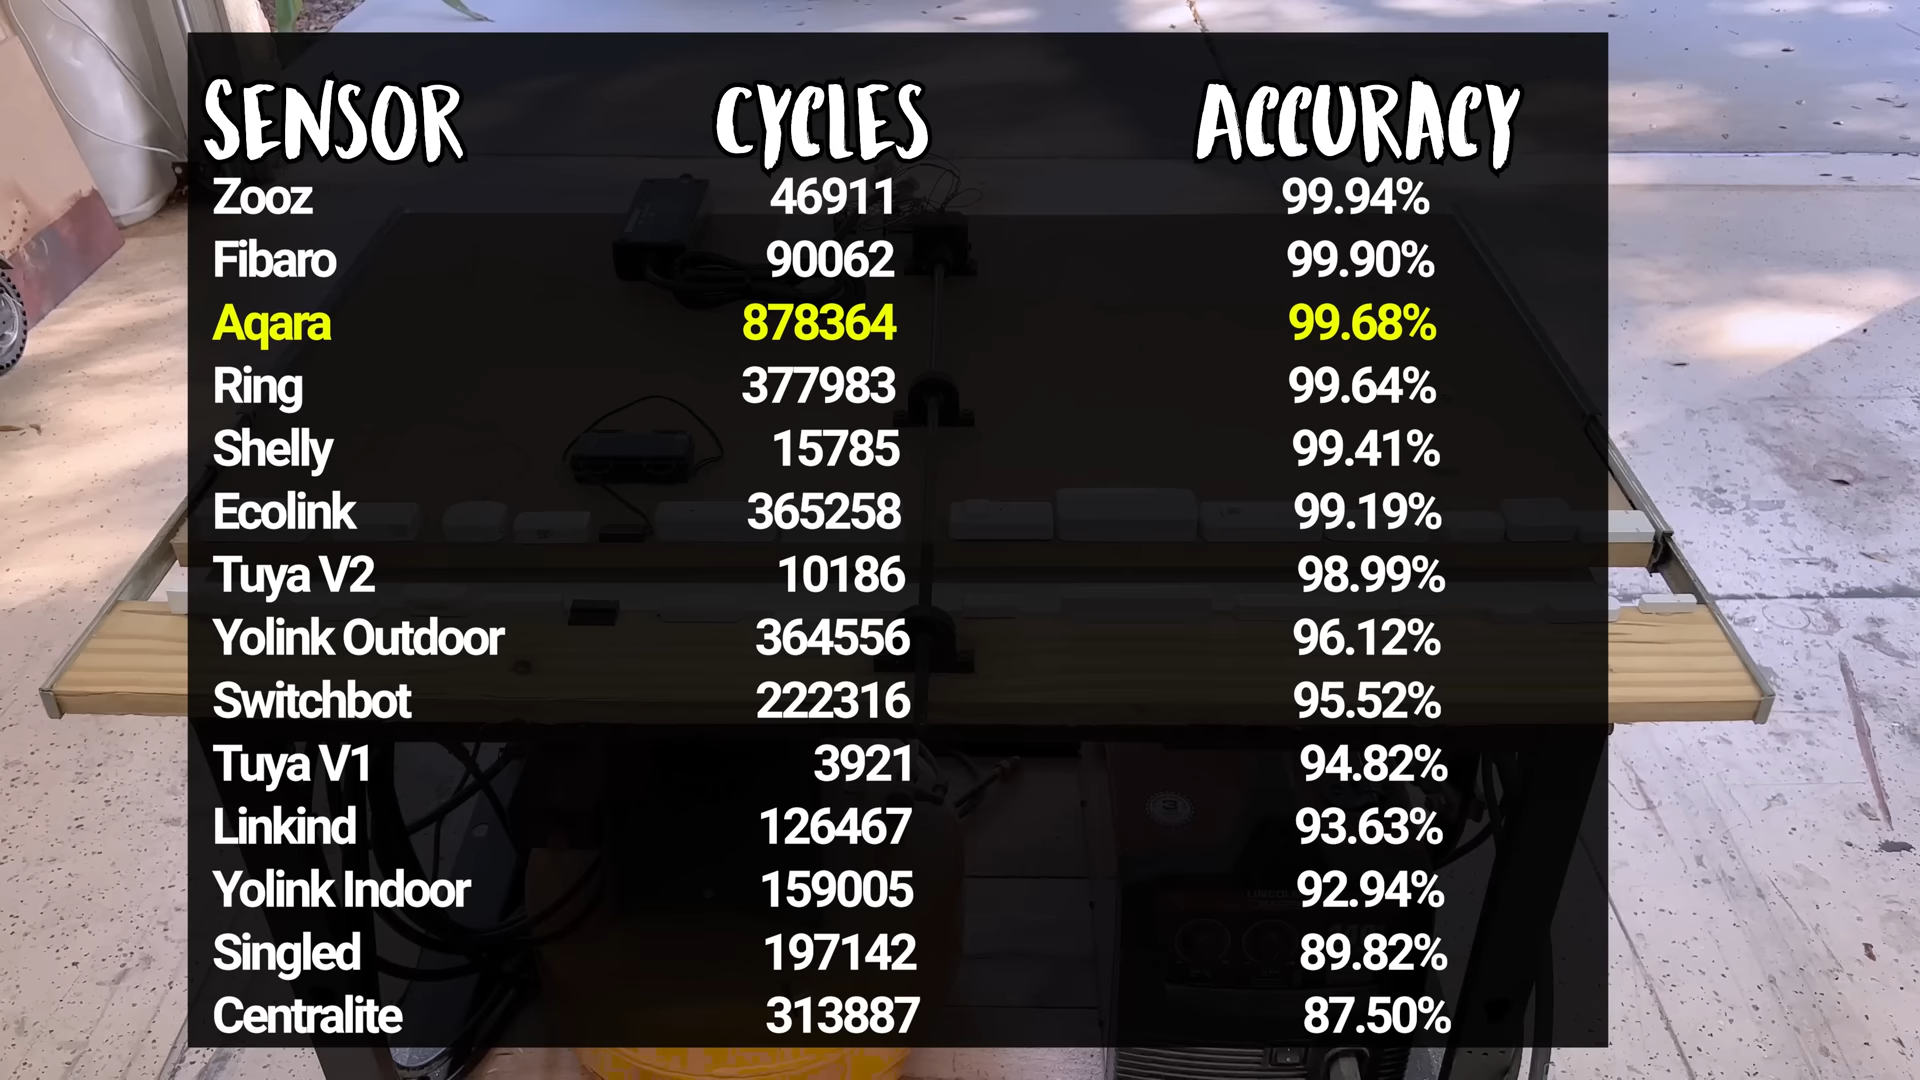 SENSOR CYCLES ACCURACY
Zooz 46911 99.94%
Fibaro 90062 99.90%
Aqara 878364 99.68%
Ring 377983 99.64%
Shelly 15785 99.41%
Ecolink 365258 99.19%
Tuya V2 10186 98.99%
Yolink Outdoor 364556 96.12%
Switchbot 222316 95.52%
Tuya V1 3921 94.82%
Linkind 126467 93.63%
Yolink Indoor 159005 92.94%
Singled 197142 89.82%
Centralite 313887 87.50%